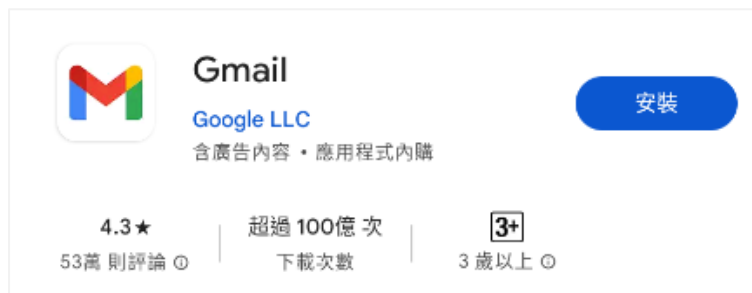 Gmail
Google LLC
含廣告內容 • 應用程式內購
安裝
4.3★
53萬 則評論 ⓘ
超過 100億 次
下載次數
3+
3 歲以上 ⓘ